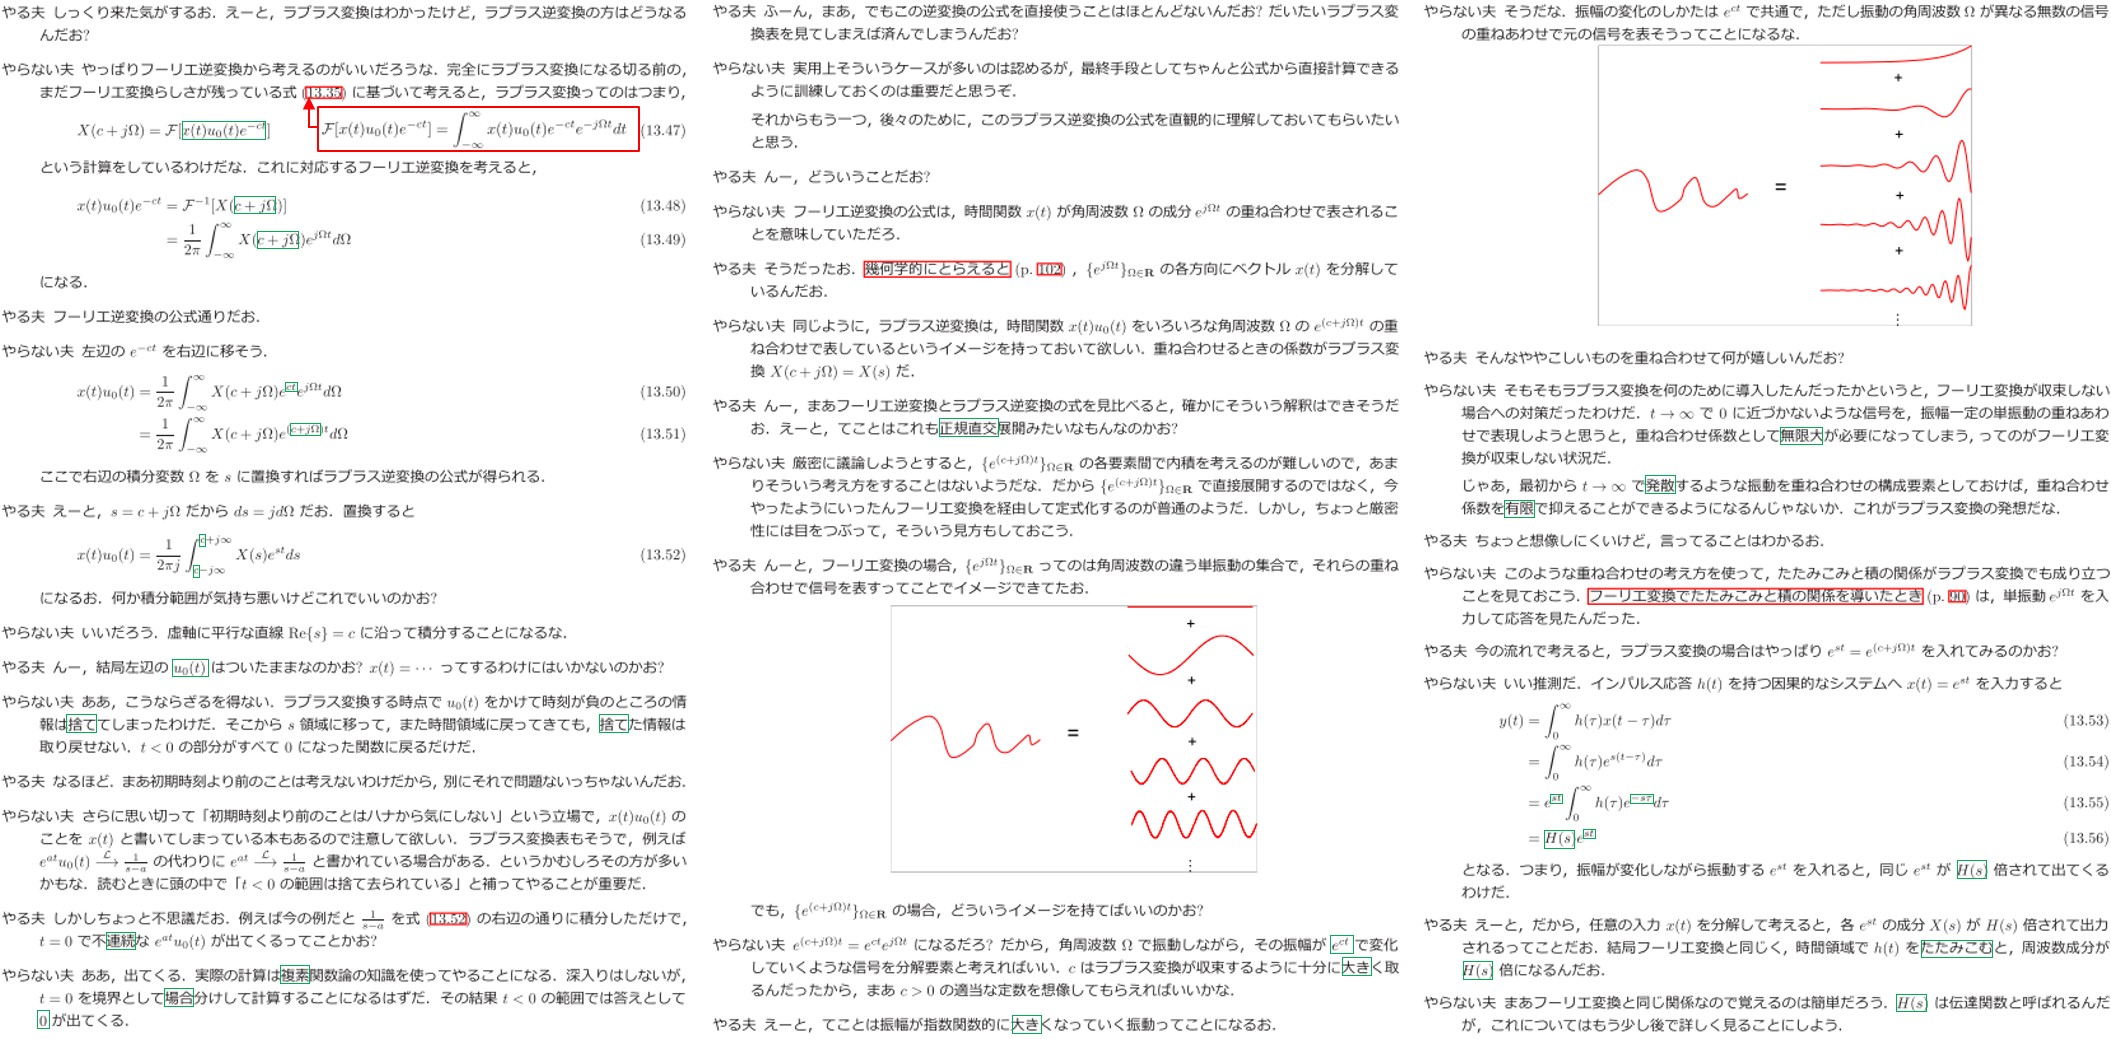 やる夫 しっくり来た気がするお．えーと，ラプラス変換はわかったけど，ラプラス逆変換の方はどうなる
んだお?
やらない夫 やっぱりフーリエ逆変換から考えるのがいいだろうな．完全にラプラス変換になる切る前の，
まだフーリエ変換らしさが残っている式 (13.35) に基づいて考えると，ラプラス変換ってのはつまり，
X(c + jΩ) = F[x(t)u₀(t)e^{−ct}] F[x(t)u₀(t)e^{−ct}] = ∫_{−∞}^{∞} x(t)u₀(t)e^{−ct}e^{−jΩt}dt (13.47)
という計算をしているわけだな．これに対応するフーリエ逆変換を考えると，
x(t)u₀(t)e^{−ct} = F^{−1}[X(c + jΩ)] (13.48)
= 1/2π ∫_{−∞}^{∞} X(c + jΩ)e^{jΩt}dΩ (13.49)
になる．
やる夫 フーリエ逆変換の公式通りだお．
やらない夫 左辺の e^{−ct} を右辺に移そう．
x(t)u₀(t) = 1/2π ∫_{−∞}^{∞} X(c + jΩ)e^{ct}e^{jΩt}dΩ (13.50)
= 1/2π ∫_{−∞}^{∞} X(c + jΩ)e^{(c+jΩ)t}dΩ (13.51)
ここで右辺の積分変数 Ω を s に置換すればラプラス逆変換の公式が得られる．
やる夫 えーと，s = c + jΩ だから ds = jdΩ だお．置換すると
x(t)u₀(t) = 1/2πj ∫_{c−j∞}^{c+j∞} X(s)e^{st}ds (13.52)
になるお．何か積分範囲が気持ち悪いけどこれでいいのかお?
やらない夫 いいだろう．虚軸に平行な直線 Re{s} = c に沿って積分することになるな．
やる夫 んー，結局左辺の u₀(t) はついたままなのかお? x(t) = ⋯ ってするわけにはいかないのかお?
やらない夫 ああ，こうならざるを得ない．ラプラス変換する時点で u₀(t) をかけて時刻が負のところの情
報は捨ててしまったわけだ．そこから s 領域に移って，また時間領域に戻ってきても，捨てた情報は
取り戻せない．t < 0 の部分がすべて 0 になった関数に戻るだけだ．
やる夫 なるほど．まあ初期時刻より前のことは考えないわけだから，別にそれで問題ないっちゃないんだお．
やらない夫 さらに思い切って「初期時刻より前のことはハナから気にしない」という立場で，x(t)u₀(t) の
ことを x(t) と書いてしまっている本もあるので注意して欲しい．ラプラス変換表もそうで，例えば
e^{at}u₀(t) —L→ 1/(s−a) の代わりに e^{at} —L→ 1/(s−a) と書かれている場合がある．というかむしろその方が多い
かもな．読むときに頭の中で「t < 0 の範囲は捨て去られている」と補ってやることが重要だ．
やる夫 しかしちょっと不思議だお．例えば今の例だと 1/(s−a) を式 (13.52) の右辺の通りに積分しただけで，
t = 0 で不連続な e^{at}u₀(t) が出てくるってことかお?
やらない夫 ああ，出てくる．実際の計算は複素関数論の知識を使ってやることになる．深入りはしないが，
t = 0 を境界として場合分けして計算することになるはずだ．その結果 t < 0 の範囲では答えとして
0 が出てくる．
やる夫 ふーん，まあ，でもこの逆変換の公式を直接使うことはほとんどないんだお? だいたいラプラス変
換表を見てしまえば済んでしまうんだお?
やらない夫 実用上そういうケースが多いのは認めるが，最終手段としてちゃんと公式から直接計算できる
ように訓練しておくのは重要だと思うぞ．
それからもう一つ，後々のために，このラプラス逆変換の公式を直観的に理解しておいてもらいたい
と思う．
やる夫 んー，どういうことだお?
やらない夫 フーリエ逆変換の公式は，時間関数 x(t) が角周波数 Ω の成分 e^{jΩt} の重ね合わせで表されるこ
とを意味していただろ．
やる夫 そうだったお．幾何学的にとらえると (p. 102) ，{e^{jΩt}}_{Ω∈R} の各方向にベクトル x(t) を分解して
いるんだお．
やらない夫 同じように，ラプラス逆変換は，時間関数 x(t)u₀(t) をいろいろな角周波数 Ω の e^{(c+jΩ)t} の重
ね合わせで表しているというイメージを持っておいて欲しい．重ね合わせるときの係数がラプラス変
換 X(c + jΩ) = X(s) だ．
やる夫 んー，まあフーリエ逆変換とラプラス逆変換の式を見比べると，確かにそういう解釈はできそうだ
お．えーと，てことはこれも正規直交展開みたいなもんなのかお?
やらない夫 厳密に議論しようとすると，{e^{(c+jΩ)t}}_{Ω∈R} の各要素間で内積を考えるのが難しいので，あま
りそういう考え方をすることはないようだな．だから {e^{(c+jΩ)t}}_{Ω∈R} で直接展開するのではなく，今
やったようにいったんフーリエ変換を経由して定式化するのが普通のようだ．しかし，ちょっと厳密
性には目をつぶって，そういう見方もしておこう．
やる夫 んーと，フーリエ変換の場合，{e^{jΩt}}_{Ω∈R} ってのは角周波数の違う単振動の集合で，それらの重ね
合わせで信号を表すってことでイメージできてたお．
+
+
=
+
+
⋮
でも，{e^{(c+jΩ)t}}_{Ω∈R} の場合，どういうイメージを持てばいいのかお?
やらない夫 e^{(c+jΩ)t} = e^{ct}e^{jΩt} になるだろ? だから，角周波数 Ω で振動しながら，その振幅が e^{ct} で変化
していくような信号を分解要素と考えればいい．c はラプラス変換が収束するように十分に大きく取
るんだったから，まあ c > 0 の適当な定数を想像してもらえればいいかな．
やる夫 えーと，てことは振幅が指数関数的に大きくなっていく振動ってことになるお．
やらない夫 そうだな．振幅の変化のしかたは e^{ct} で共通で，ただし振動の角周波数 Ω が異なる無数の信号
の重ねあわせで元の信号を表そうってことになるな．
+
+
=
+
+
⋮
やる夫 そんなややこしいものを重ね合わせて何が嬉しいんだお?
やらない夫 そもそもラプラス変換を何のために導入したんだったかというと，フーリエ変換が収束しない
場合への対策だったわけだ．t → ∞ で 0 に近づかないような信号を，振幅一定の単振動の重ねあわ
せで表現しようと思うと，重ね合わせ係数として無限大が必要になってしまう，ってのがフーリエ変
換が収束しない状況だ．
じゃあ，最初から t → ∞ で発散するような振動を重ね合わせの構成要素としておけば，重ね合わせ
係数を有限で抑えることができるようになるんじゃないか．これがラプラス変換の発想だな．
やる夫 ちょっと想像しにくいけど，言ってることはわかるお．
やらない夫 このような重ね合わせの考え方を使って，たたみこみと積の関係がラプラス変換でも成り立つ
ことを見ておこう．フーリエ変換でたたみこみと積の関係を導いたとき (p. 90) は，単振動 e^{jΩt} を入
力して応答を見たんだった．
やる夫 今の流れで考えると，ラプラス変換の場合はやっぱり e^{st} = e^{(c+jΩ)t} を入れてみるのかお?
やらない夫 いい推測だ．インパルス応答 h(t) を持つ因果的なシステムへ x(t) = e^{st} を入力すると
y(t) = ∫_{0}^{∞} h(τ)x(t − τ)dτ (13.53)
= ∫_{0}^{∞} h(τ)e^{s(t−τ)}dτ (13.54)
= e^{st} ∫_{0}^{∞} h(τ)e^{−sτ}dτ (13.55)
= H(s)e^{st} (13.56)
となる．つまり，振幅が変化しながら振動する e^{st} を入れると，同じ e^{st} が H(s) 倍されて出てくる
わけだ．
やる夫 えーと，だから，任意の入力 x(t) を分解して考えると，各 e^{st} の成分 X(s) が H(s) 倍されて出力
されるってことだお．結局フーリエ変換と同じく，時間領域で h(t) をたたみこむと，周波数成分が
H(s) 倍になるんだお．
やらない夫 まあフーリエ変換と同じ関係なので覚えるのは簡単だろう．H(s) は伝達関数と呼ばれるんだ
が，これについてはもう少し後で詳しく見ることにしよう．